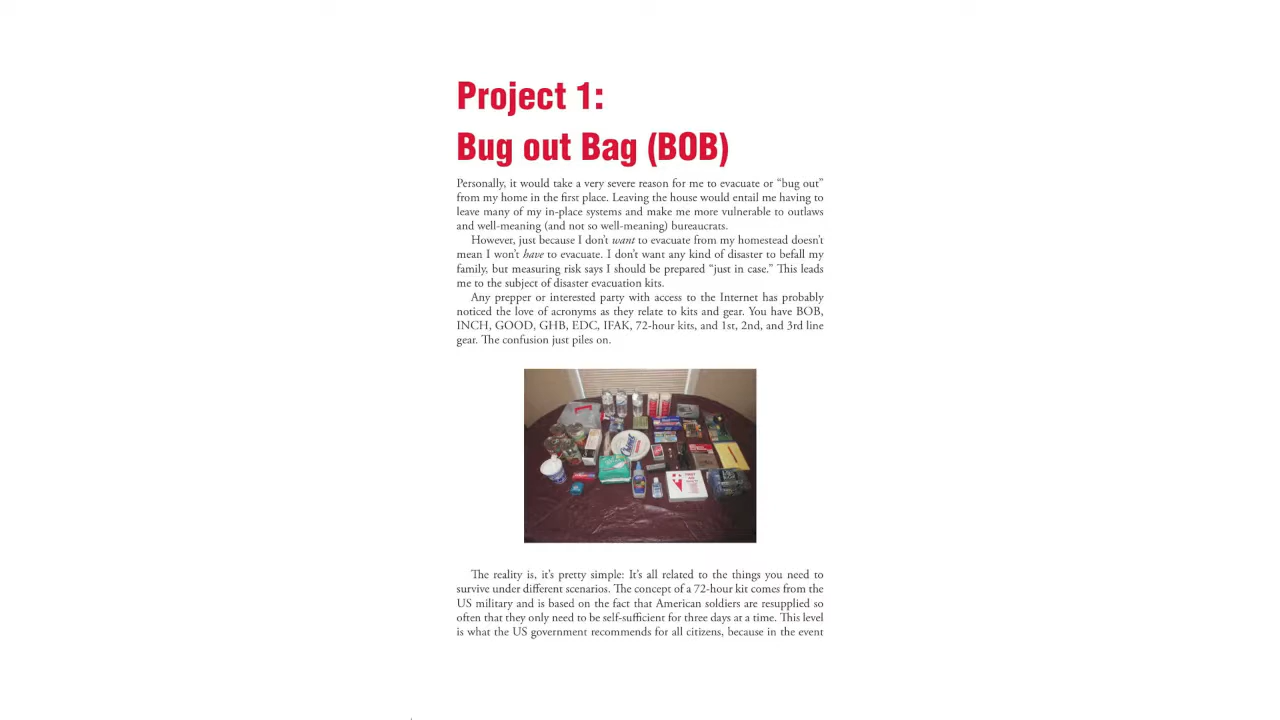 Project 1:
Bug out Bag (BOB)
Personally, it would take a very severe reason for me to evacuate or “bug out”
from my home in the first place. Leaving the house would entail me having to
leave many of my in-place systems and make me more vulnerable to outlaws
and well-meaning (and not so well-meaning) bureaucrats.
However, just because I don’t want to evacuate from my homestead doesn’t
mean I won’t have to evacuate. I don’t want any kind of disaster to befall my
family, but measuring risk says I should be prepared “just in case.” This leads
me to the subject of disaster evacuation kits.
Any prepper or interested party with access to the Internet has probably
noticed the love of acronyms as they relate to kits and gear. You have BOB,
INCH, GOOD, GHB, EDC, IFAK, 72-hour kits, and 1st, 2nd, and 3rd line
gear. The confusion just piles on.
FIRST
AID
The reality is, it’s pretty simple: It’s all related to the things you need to
survive under different scenarios. The concept of a 72-hour kit comes from the
US military and is based on the fact that American soldiers are resupplied so
often that they only need to be self-sufficient for three days at a time. This level
is what the US government recommends for all citizens, because in the event